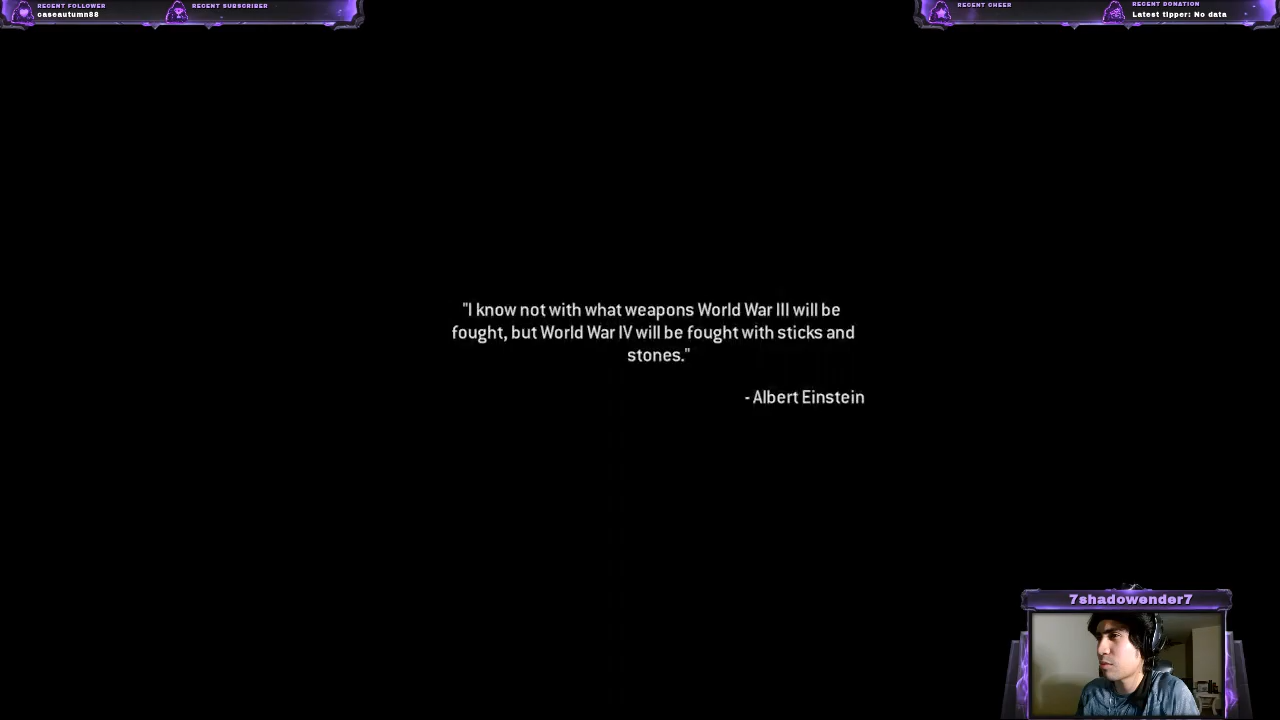 RECENT FOLLOWER
caseautumn88
RECENT SUBSCRIBER
RECENT CHEER
RECENT DONATION
Latest tipper: No data
"I know not with what weapons World War III will be
fought, but World War IV will be fought with sticks and
stones."
- Albert Einstein
7shadowender7